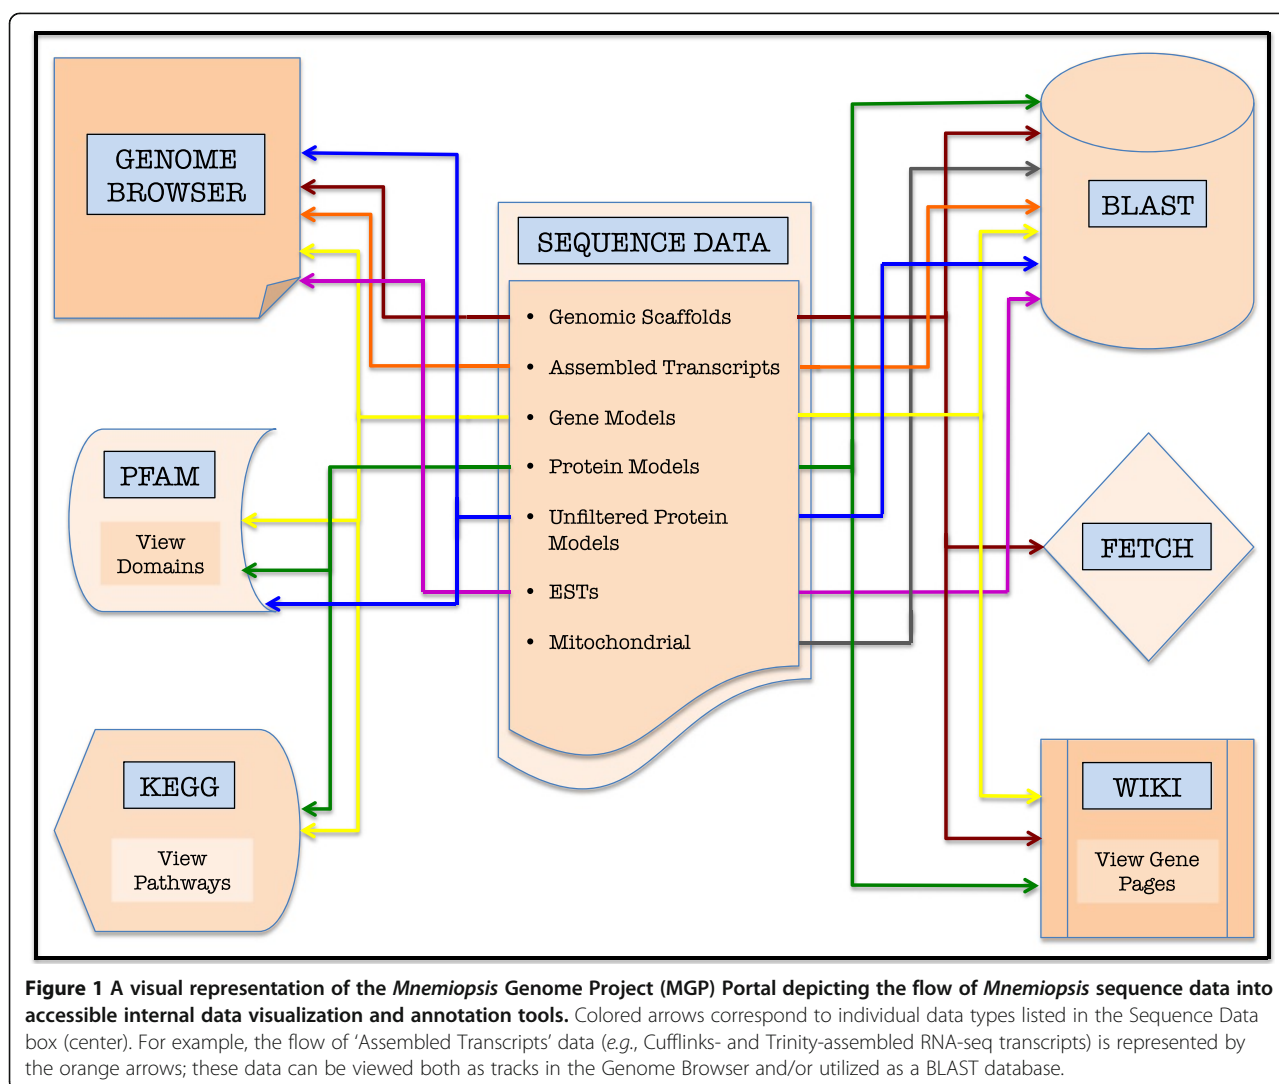 GENOME
BROWSER
SEQUENCE DATA
• Genomic Scaffolds
• Assembled Transcripts
• Gene Models
• Protein Models
• Unfiltered Protein
Models
• ESTs
• Mitochondrial
PFAM
View
Domains
KEGG
View
Pathways
BLAST
FETCH
WIKI
View Gene
Pages
Figure 1 A visual representation of the Mnemiopsis Genome Project (MGP) Portal depicting the flow of Mnemiopsis sequence data into
accessible internal data visualization and annotation tools. Colored arrows correspond to individual data types listed in the Sequence Data
box (center). For example, the flow of ‘Assembled Transcripts’ data (e.g., Cufflinks- and Trinity-assembled RNA-seq transcripts) is represented by
the orange arrows; these data can be viewed both as tracks in the Genome Browser and/or utilized as a BLAST database.